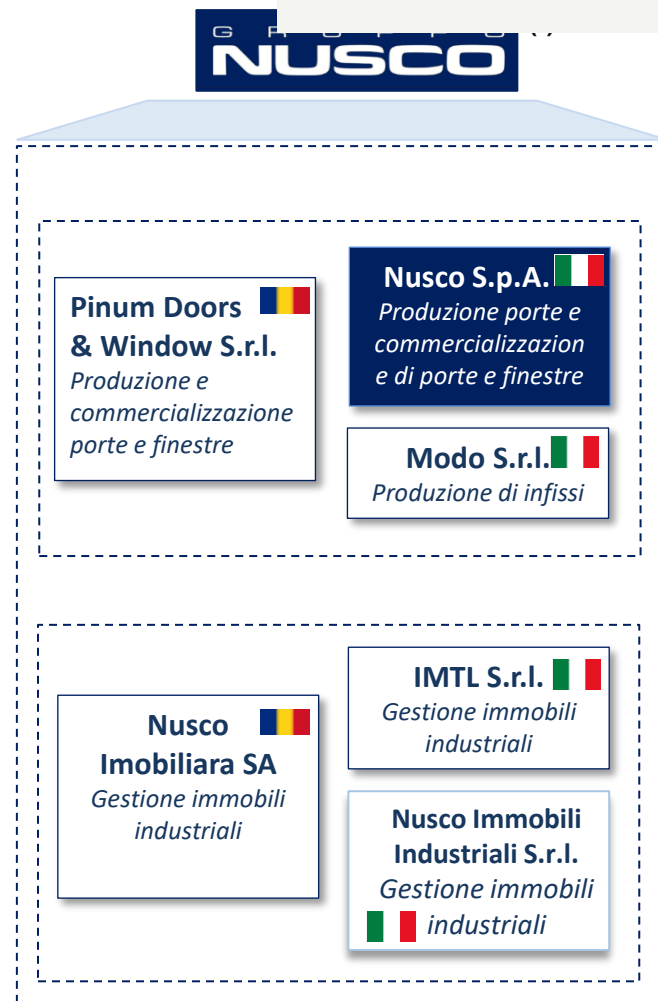 GRUPPO
NUSCO
Pinum Doors
& Window S.r.l.
Produzione e
commercializzazione
porte e finestre
Nusco S.p.A.
Produzione porte e
commercializzazion
e di porte e finestre
Modo S.r.l.
Produzione di infissi
Nusco
Imobiliara SA
Gestione immobili
industriali
IMTL S.r.l.
Gestione immobili
industriali
Nusco Immobili
Industriali S.r.l.
Gestione immobili
industriali